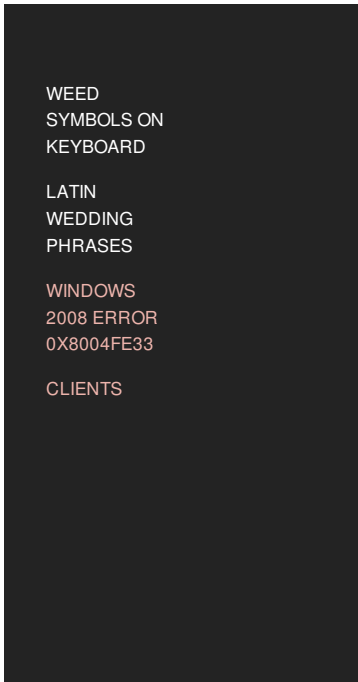 WEED
SYMBOLS ON
KEYBOARD
LATIN
WEDDING
PHRASES
WINDOWS
2008 ERROR
0X8004FE33
CLIENTS